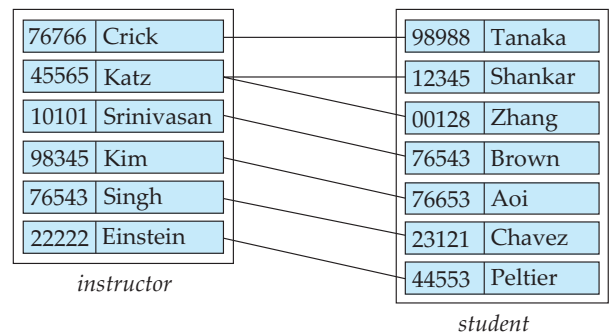 76766 Crick
45565 Katz
10101 Srinivasan
98345 Kim
76543 Singh
22222 Einstein
instructor
98988 Tanaka
12345 Shankar
00128 Zhang
76543 Brown
76653 Aoi
23121 Chavez
44553 Peltier
student